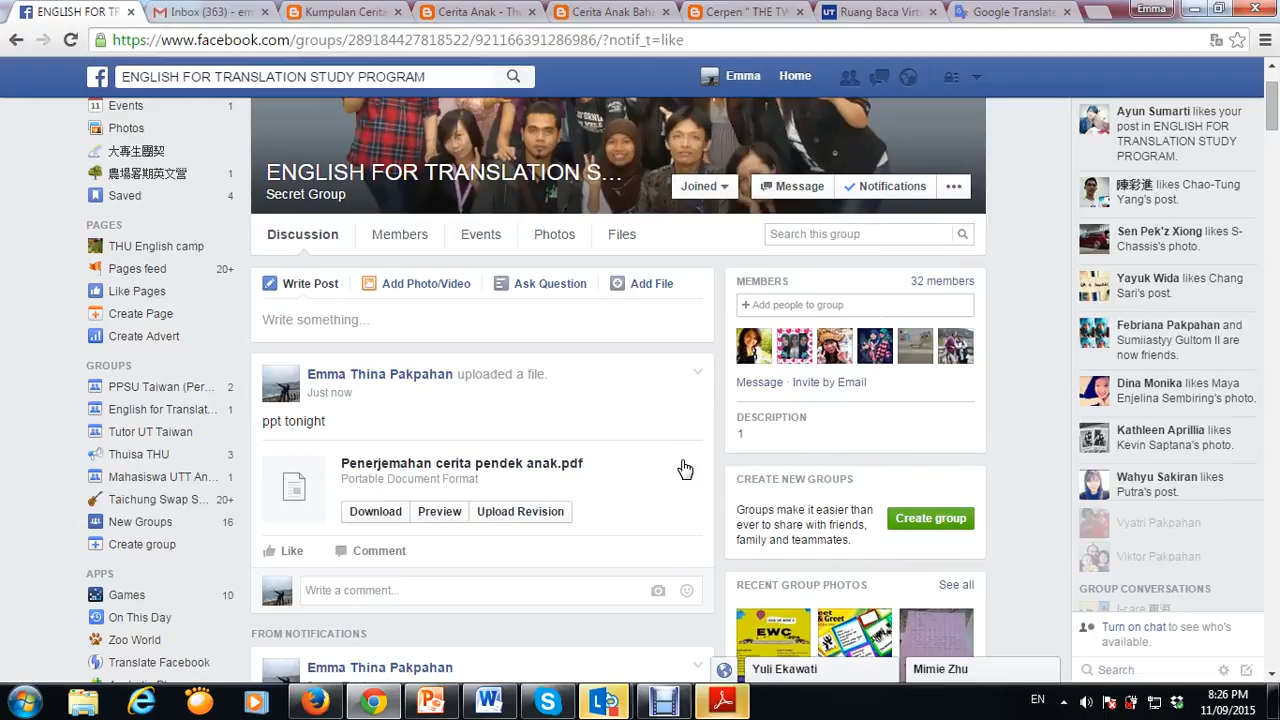 ENGLISH FOR TR
Inbox (363) - em
Kumpulan Cerita
Cerita Anak - Th
Cerita Anak Bah
Cerpen " THE TW
Ruang Baca Virt
Google Translate
Emma
https://www.facebook.com/groups/289184427818522/921166391286986/?notif_t=like
ENGLISH FOR TRANSLATION STUDY PROGRAM
Emma
Home
Events 1
Photos
大專生團契
農場署期英文營 1
Saved 4
PAGES
THU English camp
Pages feed 20+
Like Pages
Create Page
Create Advert
GROUPS
PPSU Taiwan (Per... 2
English for Translat... 1
Tutor UT Taiwan
Thuisa THU 3
Mahasiswa UTT An... 1
Taichung Swap S... 20+
New Groups 16
Create group
APPS
Games 10
On This Day
Zoo World
Translate Facebook
ENGLISH FOR TRANSLATION S...
Secret Group
Joined
Message
Notifications
Discussion
Members
Events
Photos
Files
Search this group
Write Post
Add Photo/Video
Ask Question
Add File
Write something...
Emma Thina Pakpahan uploaded a file.
Just now
ppt tonight
Penerjemahan cerita pendek anak.pdf
Portable Document Format
Download
Preview
Upload Revision
Like
Comment
Write a comment...
FROM NOTIFICATIONS
Emma Thina Pakpahan
MEMBERS
32 members
+ Add people to group
Message · Invite by Email
DESCRIPTION
1
CREATE NEW GROUPS
Groups make it easier than
ever to share with friends,
family and teammates.
Create group
RECENT GROUP PHOTOS
See all
Ayun Sumarti likes your
post in ENGLISH FOR
TRANSLATION STUDY
PROGRAM.
陳彩進 likes Chao-Tung
Yang's post.
Sen Pek'z Xiong likes S-
Chassis's photo.
Yayuk Wida likes Chang
Sari's post.
Febriana Pakpahan and
Sumiiastyy Gultom II are
now friends.
Dina Monika likes Maya
Enjelina Sembiring's photo.
Kathleen Aprillia likes
Kevin Saptana's photo.
Wahyu Sakiran likes
Putra's post.
Vyatri Pakpahan
Viktor Pakpahan
GROUP CONVERSATIONS
Turn on chat to see who's
available.
Search
Yuli Ekawati
Mimie Zhu
EN
8:26 PM
11/09/2015